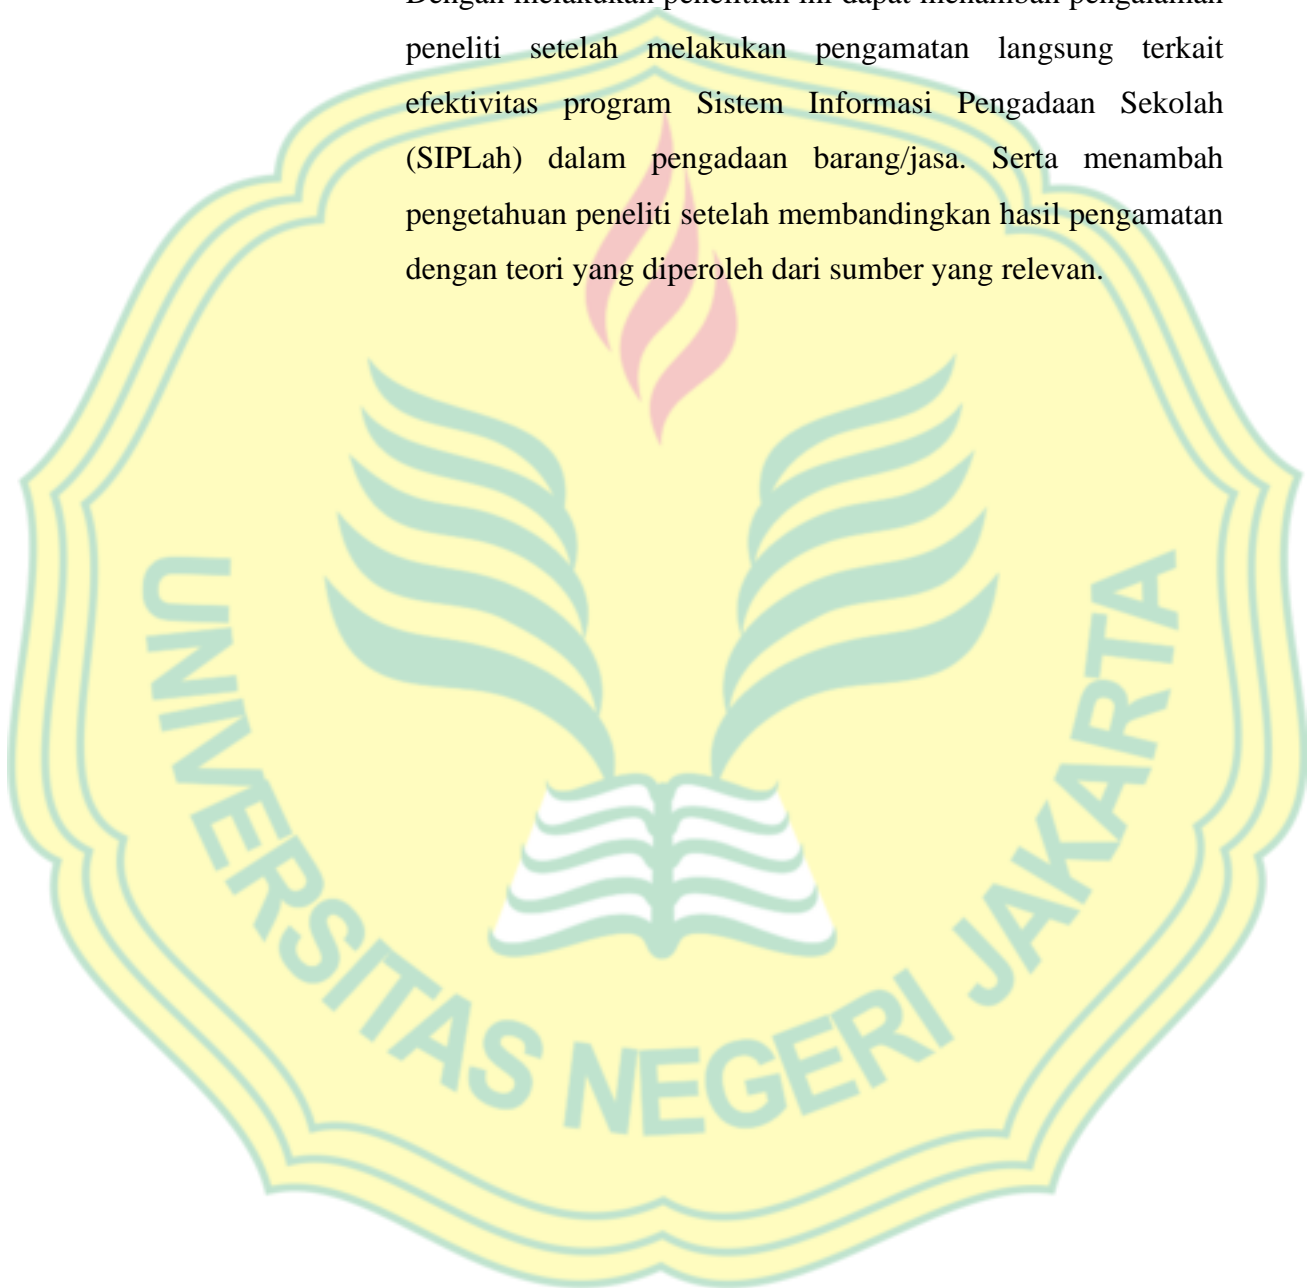 Dengan melakukan penelitian ini dapat menambah pengalaman
peneliti setelah melakukan pengamatan langsung terkait
efektivitas program Sistem Informasi Pengadaan Sekolah
(SIPLah) dalam pengadaan barang/jasa. Serta menambah
pengetahuan peneliti setelah membandingkan hasil pengamatan
dengan teori yang diperoleh dari sumber yang relevan.
UNIVERSITAS NEGERI JAKARTA